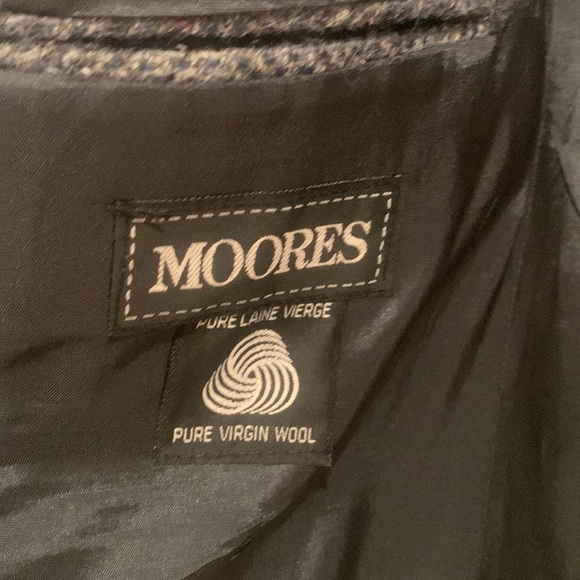 MOORES
PURE LAINE VIERGE
PURE VIRGIN WOOL